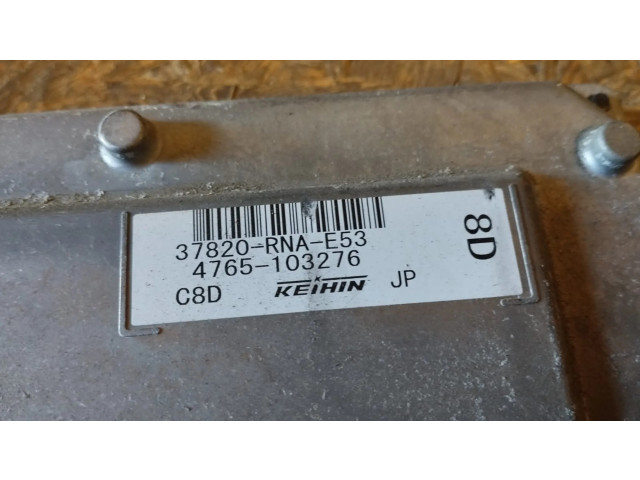 37820-RNA-E53
4765-103276
C8D KEIHIN JP
8D